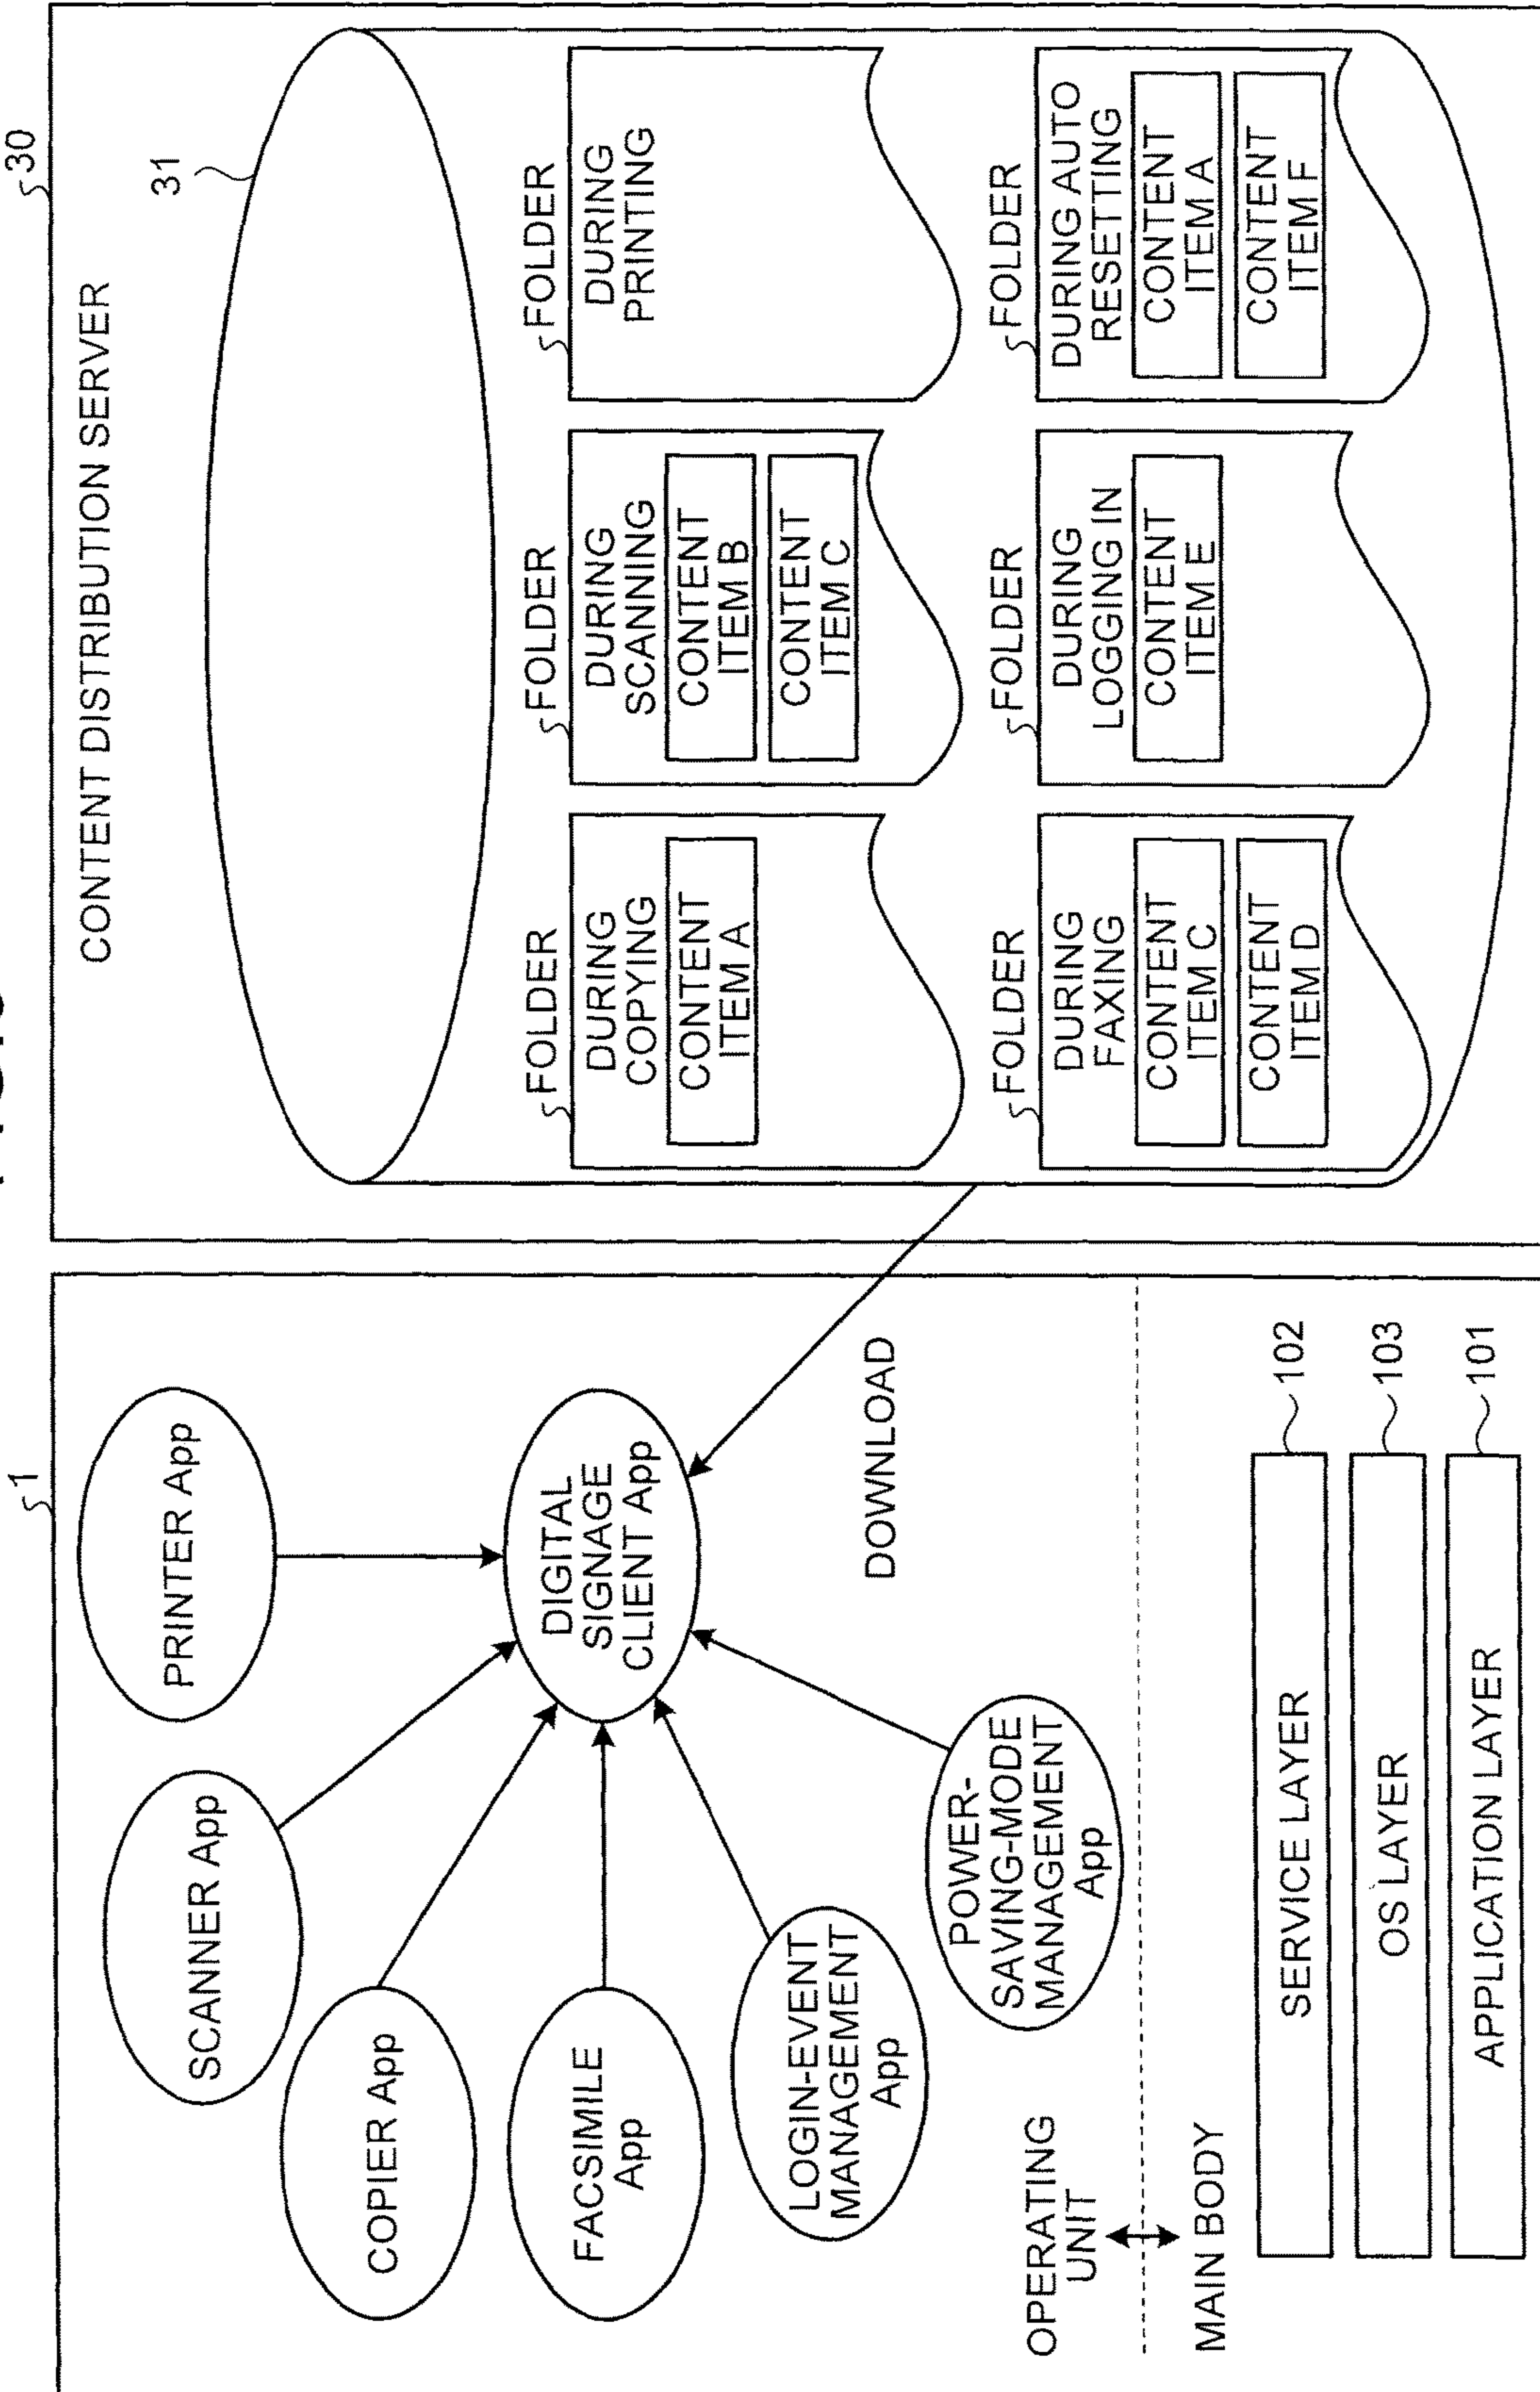 1
PRINTER App
SCANNER App
COPIER App
FACSIMILE
App
LOGIN-EVENT
MANAGEMENT
App
POWER-
SAVING-MODE
MANAGEMENT
App
DIGITAL
SIGNAGE
CLIENT App
DOWNLOAD
OPERATING
UNIT
MAIN BODY
SERVICE LAYER
102
OS LAYER
103
APPLICATION LAYER
101
30
CONTENT DISTRIBUTION SERVER
31
FOLDER
DURING
COPYING
CONTENT
ITEM A
FOLDER
DURING
SCANNING
CONTENT
ITEM B
CONTENT
ITEM C
FOLDER
DURING
PRINTING
FOLDER
DURING
FAXING
CONTENT
ITEM C
CONTENT
ITEM D
FOLDER
DURING
LOGGING IN
CONTENT
ITEM E
FOLDER
DURING AUTO
RESETTING
CONTENT
ITEM A
CONTENT
ITEM F